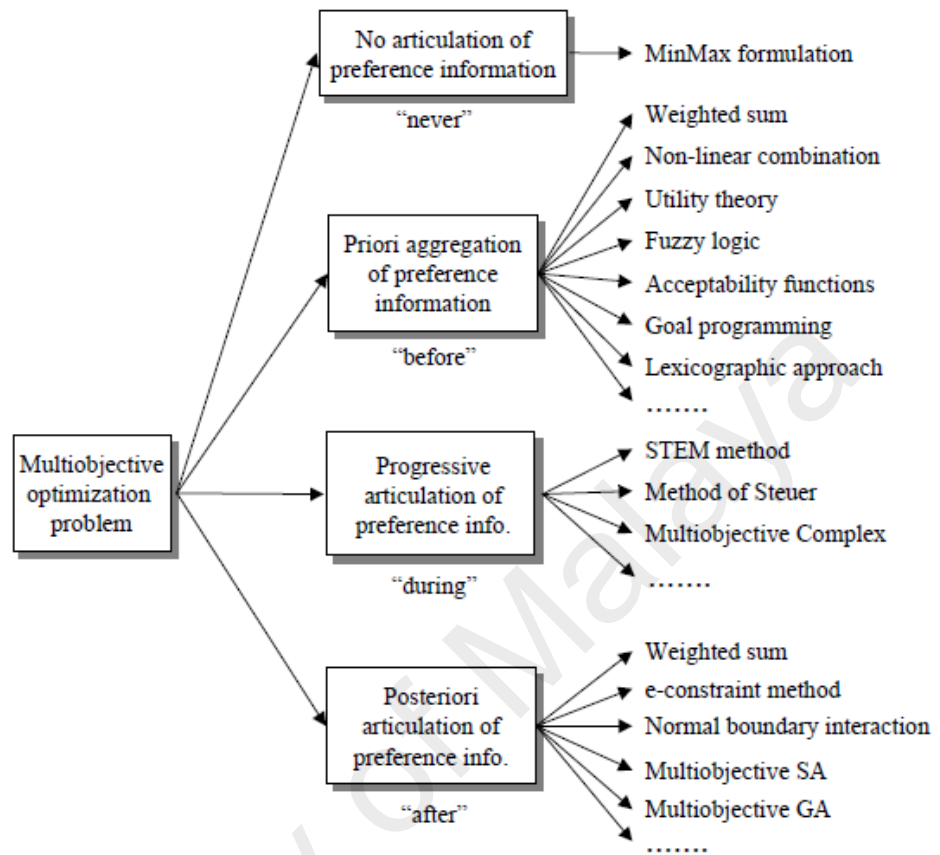 No articulation of
preference information
"never"
MinMax formulation
Priori aggregation
of preference
information
"before"
Weighted sum
Non-linear combination
Utility theory
Fuzzy logic
Acceptability functions
Goal programming
Lexicographic approach
…….
Multiobjective
optimization
problem
Progressive
articulation of
preference info.
"during"
STEM method
Method of Steuer
Multiobjective Complex
…….
Posteriori
articulation of
preference info.
"after"
Weighted sum
e-constraint method
Normal boundary interaction
Multiobjective SA
Multiobjective GA
…….
of Malaya